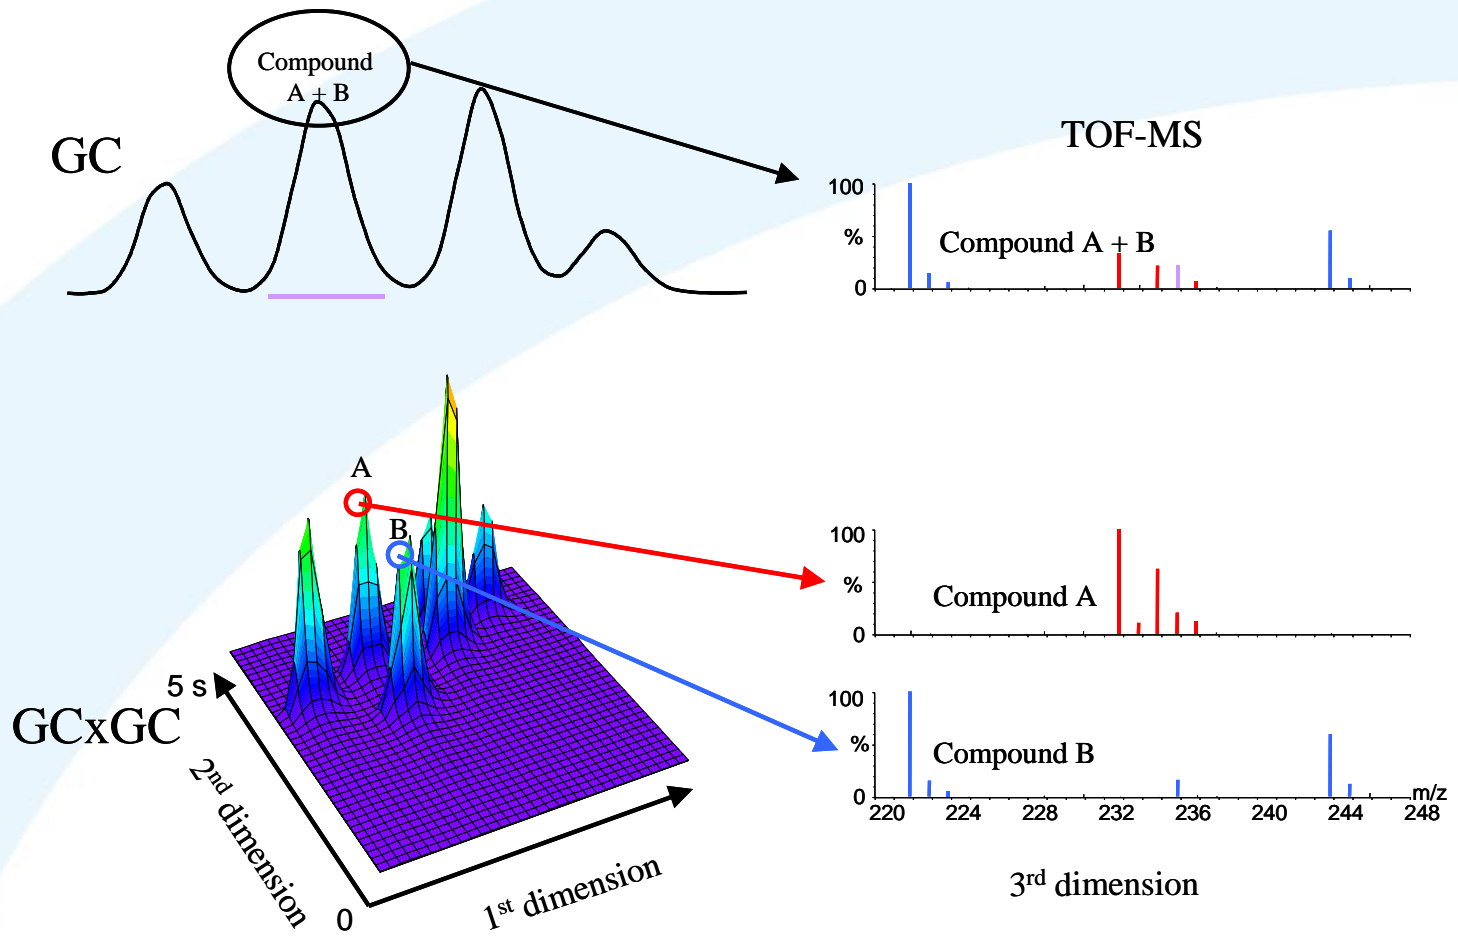 Compound
A + B
GC
TOF-MS
100
%
Compound A + B
0
A
B
100
%
Compound A
0
5 s
GCxGC
2nd dimension
0
1st dimension
100
%
Compound B
0
m/z
220 224 228 232 236 240 244 248
3rd dimension